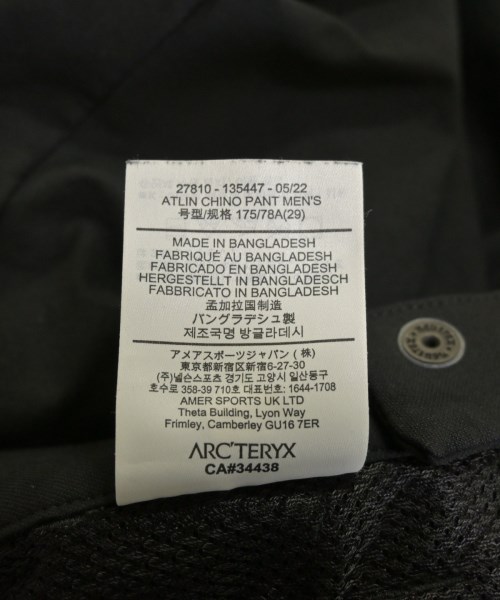 27810 - 135447 - 05/22
ATLIN CHINO PANT MEN'S
号型/规格 175/78A(29)
MADE IN BANGLADESH
FABRIQUÉ AU BANGLADESH
FABRICADO EN BANGLADESH
HERGESTELLT IN BANGLADESCH
FABBRICATO IN BANGLADESH
孟加拉国制造
バングラデシュ製
제조국명 방글라데시
アメアスポーツジャパン (株)
東京都新宿区新宿6-27-30
(주)넬슨스포츠 경기도 고양시 일산동구
호수로 358-39 710호 대표번호: 1644-1708
AMER SPORTS UK LTD
Theta Building, Lyon Way
Frimley, Camberley GU16 7ER
ARC'TERYX
CA#34438